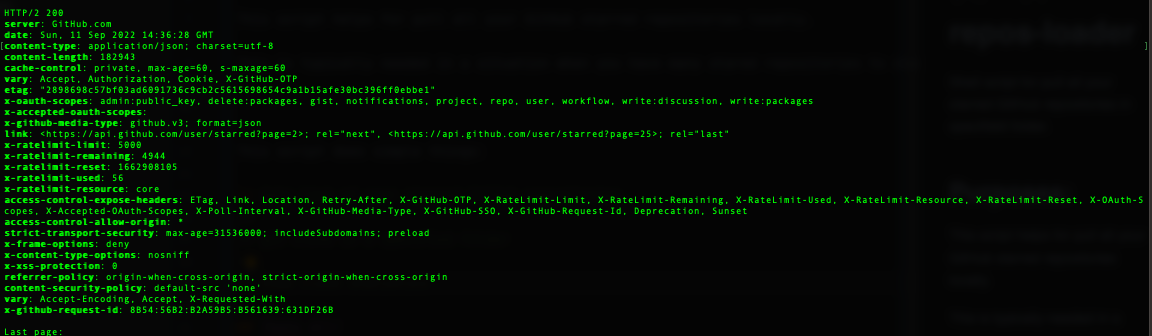 HTTP/2 200
server: GitHub.com
date: Sun, 11 Sep 2022 14:36:28 GMT
[content-type: application/json; charset=utf-8 ]
content-length: 182943
cache-control: private, max-age=60, s-maxage=60
vary: Accept, Authorization, Cookie, X-GitHub-OTP
etag: "2898698c57bf03ad6091736c9cb2c5615698654c9a1b15afe30bc396ff0ebbe1"
x-oauth-scopes: admin:public_key, delete:packages, gist, notifications, project, repo, user, workflow, write:discussion, write:packages
x-accepted-oauth-scopes:
x-github-media-type: github.v3; format=json
link: <https://api.github.com/user/starred?page=2>; rel="next", <https://api.github.com/user/starred?page=25>; rel="last"
x-ratelimit-limit: 5000
x-ratelimit-remaining: 4944
x-ratelimit-reset: 1662908105
x-ratelimit-used: 56
x-ratelimit-resource: core
access-control-expose-headers: ETag, Link, Location, Retry-After, X-GitHub-OTP, X-RateLimit-Limit, X-RateLimit-Remaining, X-RateLimit-Used, X-RateLimit-Resource, X-RateLimit-Reset, X-OAuth-S
copes, X-Accepted-OAuth-Scopes, X-Poll-Interval, X-GitHub-Media-Type, X-GitHub-SSO, X-GitHub-Request-Id, Deprecation, Sunset
access-control-allow-origin: *
strict-transport-security: max-age=31536000; includeSubdomains; preload
x-frame-options: deny
x-content-type-options: nosniff
x-xss-protection: 0
referrer-policy: origin-when-cross-origin, strict-origin-when-cross-origin
content-security-policy: default-src 'none'
vary: Accept-Encoding, Accept, X-Requested-With
x-github-request-id: 8B54:56B2:B2A59B5:B561639:631DF26B
Last page: